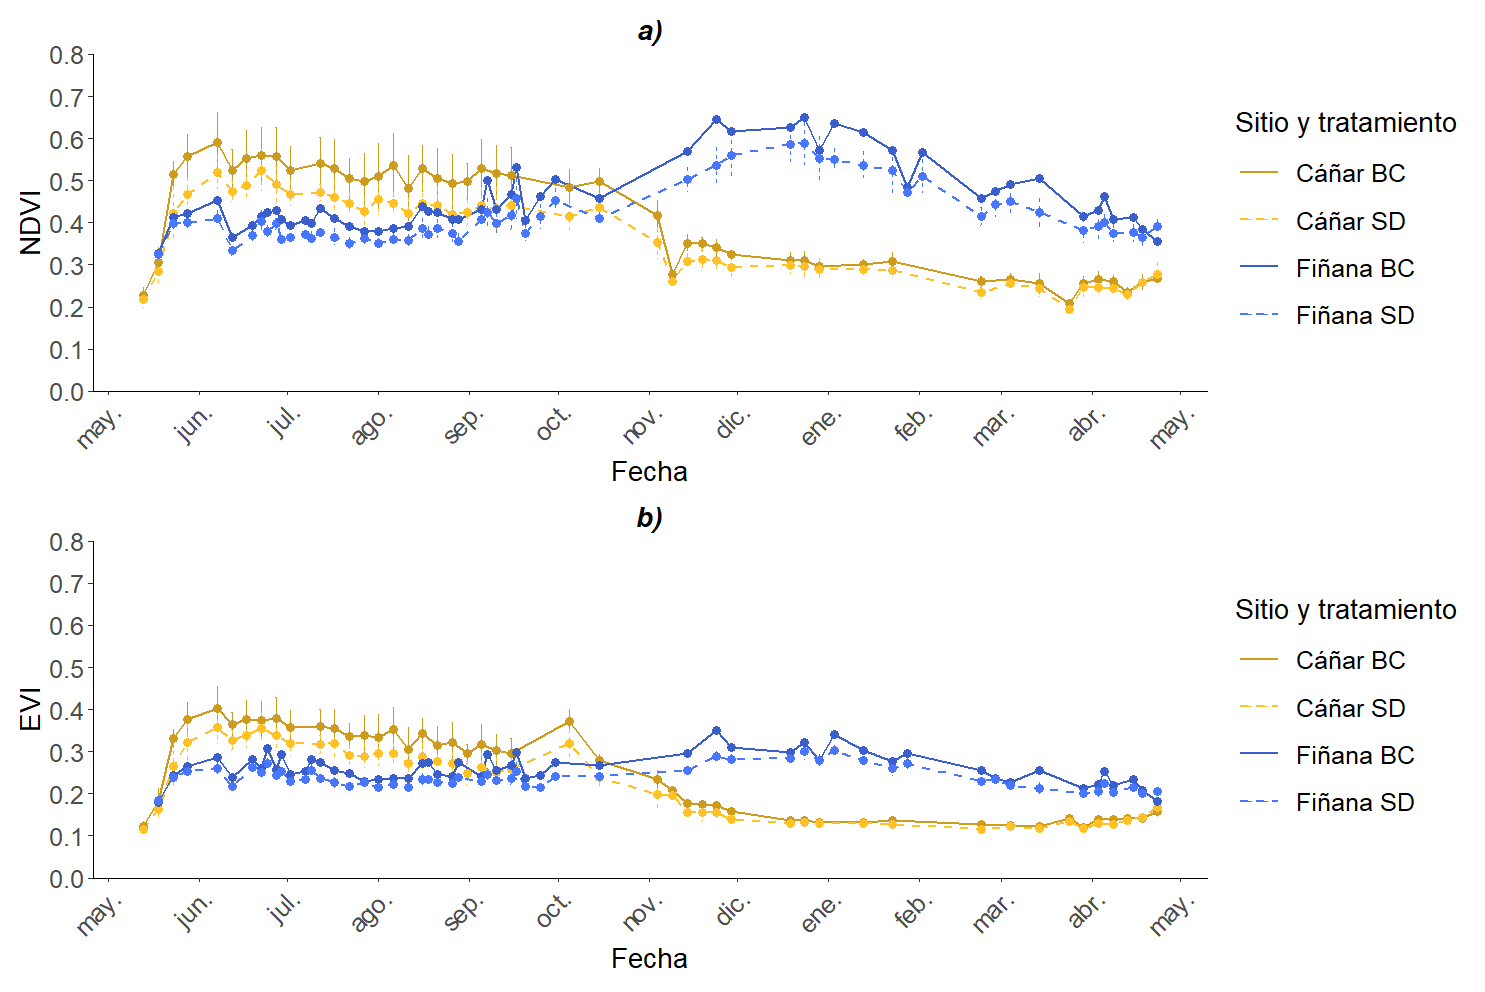 a)
NDVI
0.8
0.7
0.6
0.5
0.4
0.3
0.2
0.1
0.0
may. jun. jul. ago. sep. oct. nov. dic. ene. feb. mar. abr. may.
Fecha
Sitio y tratamiento
Cáñar BC
Cáñar SD
Fiñana BC
Fiñana SD
b)
EVI
0.8
0.7
0.6
0.5
0.4
0.3
0.2
0.1
0.0
may. jun. jul. ago. sep. oct. nov. dic. ene. feb. mar. abr. may.
Fecha
Sitio y tratamiento
Cáñar BC
Cáñar SD
Fiñana BC
Fiñana SD